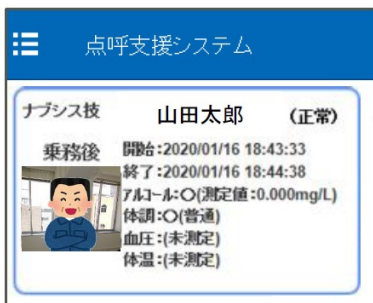 点呼支援システム
ナブシス技 山田太郎 (正常)
乗務後 開始:2020/01/16 18:43:33
終了:2020/01/16 18:44:38
アルコール:○(測定値:0.000mg/L)
体調:○(普通)
血圧:(未測定)
体温:(未測定)